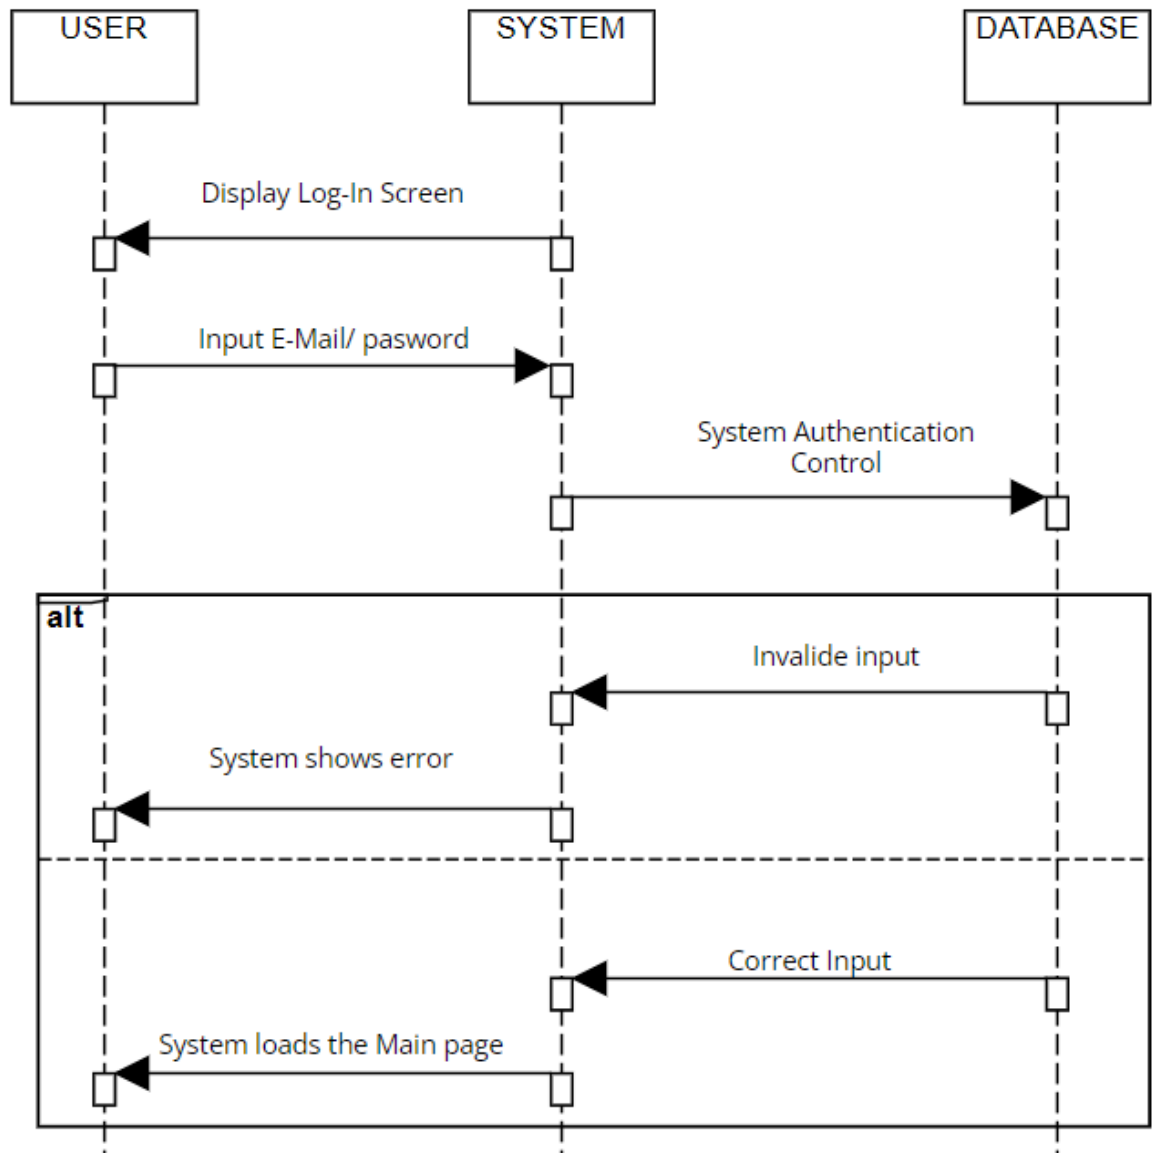 USER
SYSTEM
DATABASE
Display Log-In Screen
Input E-Mail/ pasword
System Authentication
Control
alt
Invalide input
System shows error
Correct Input
System loads the Main page